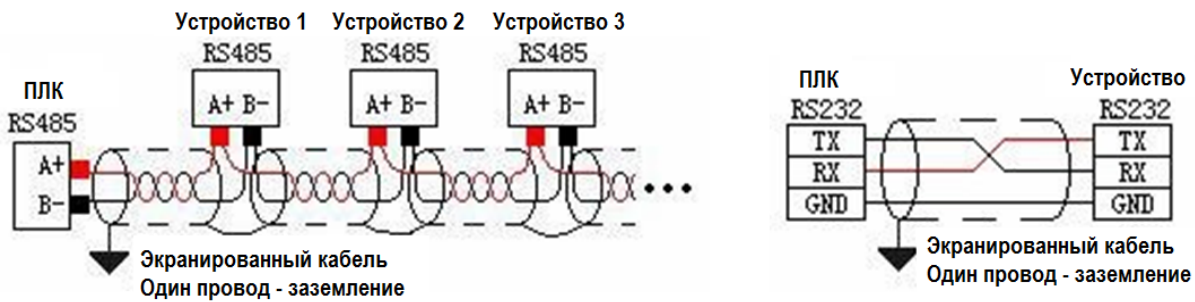 Устройство 1
RS485
A+ B-
Устройство 2
RS485
A+ B-
Устройство 3
RS485
A+ B-
ПЛК
RS485
A+
B-
Экранированный кабель
Один провод - заземление
ПЛК
RS232
TX
RX
GND
Устройство
RS232
TX
RX
GND
Экранированный кабель
Один провод - заземление